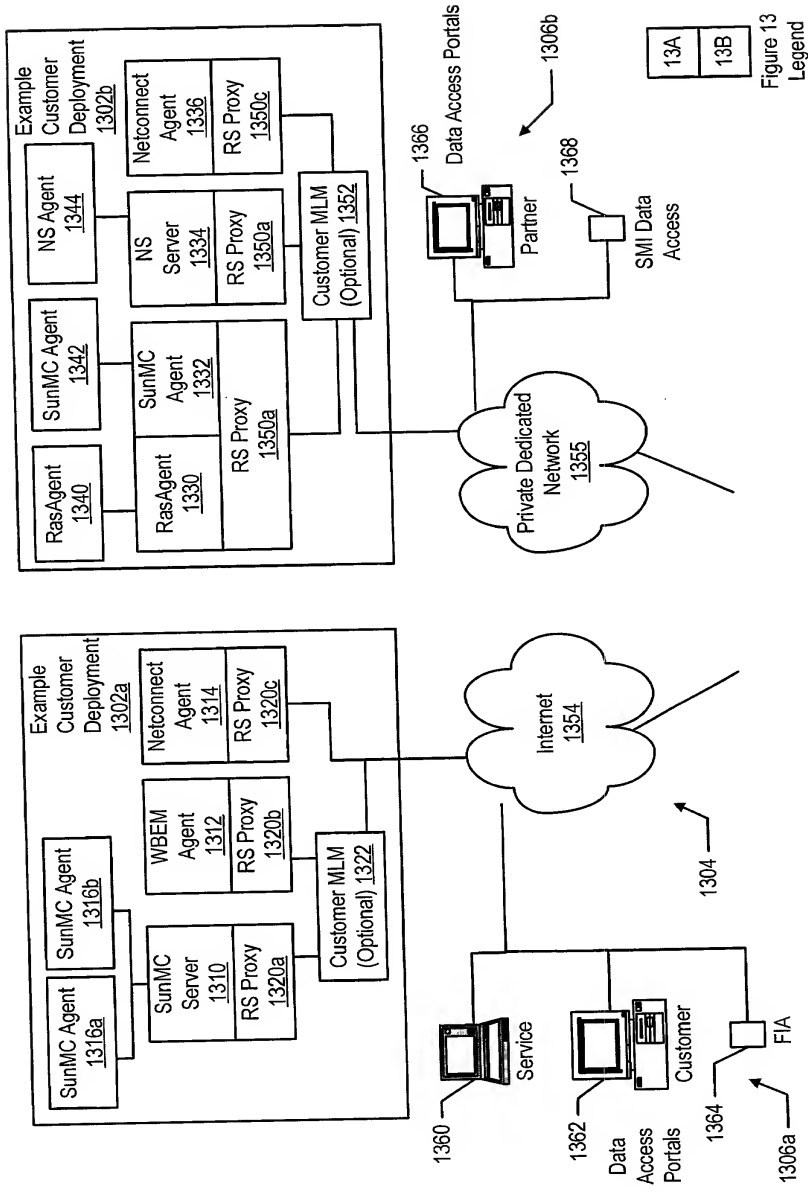 Example
Customer
Deployment
1302a
SunMC Agent
1316a
SunMC Agent
1316b
SunMC
Server
1310
RS Proxy
1320a
WBEM
Agent
1312
RS Proxy
1320b
Netconnect
Agent
1314
RS Proxy
1320c
Customer MLM
(Optional) 1322
Example
Customer
Deployment
1302b
RasAgent
1340
SunMC Agent
1342
NS Agent
1344
RasAgent
1330
SunMC
Agent
1332
RS Proxy
1350a
NS
Server
1334
RS Proxy
1350a
Netconnect
Agent
1336
RS Proxy
1350c
Customer MLM
(Optional) 1352
Internet
1354
1304
Private Dedicated
Network
1355
1360
Service
1362
Customer
Data
Access
Portals
1364
FIA
1306a
1366
Data Access Portals
Partner
1306b
1368
SMI Data
Access
13A
13B
Figure 13
Legend